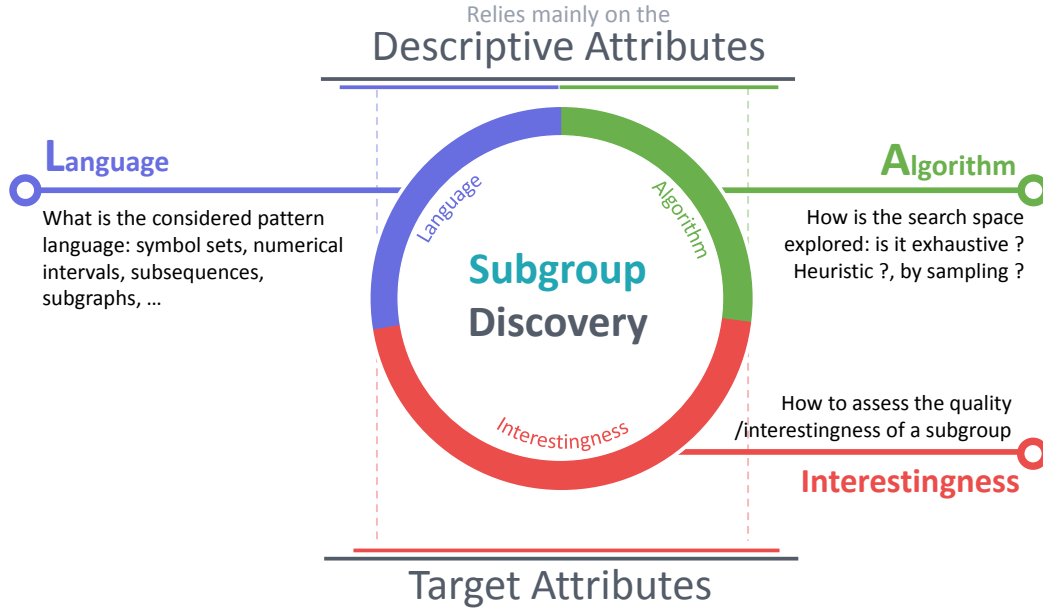 Relies mainly on the
Descriptive Attributes
Language
What is the considered pattern
language: symbol sets, numerical
intervals, subsequences,
subgraphs, ...
Algorithm
How is the search space
explored: is it exhaustive ?
Heuristic ?, by sampling ?
Language
Algorithm
Subgroup
Discovery
Interestingness
How to assess the quality
/interestingness of a subgroup
Interestingness
Target Attributes